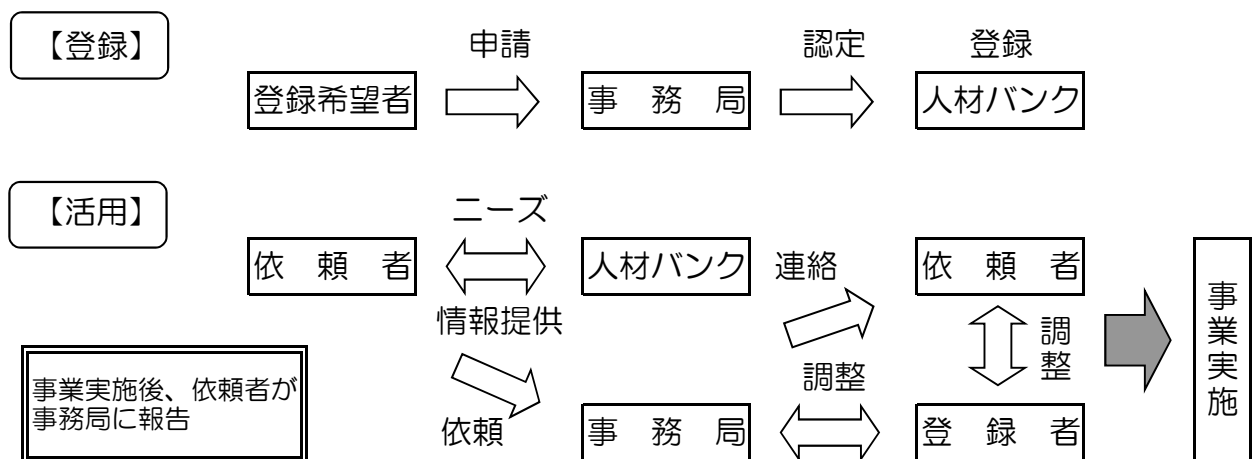 【登録】
申請
認定
登録
登録希望者
事務局
人材バンク
【活用】
ニーズ
依頼者
人材バンク
連絡
依頼者
情報提供
調整
事業実施
事業実施後、依頼者が
事務局に報告
依頼
事務局
調整
登録者